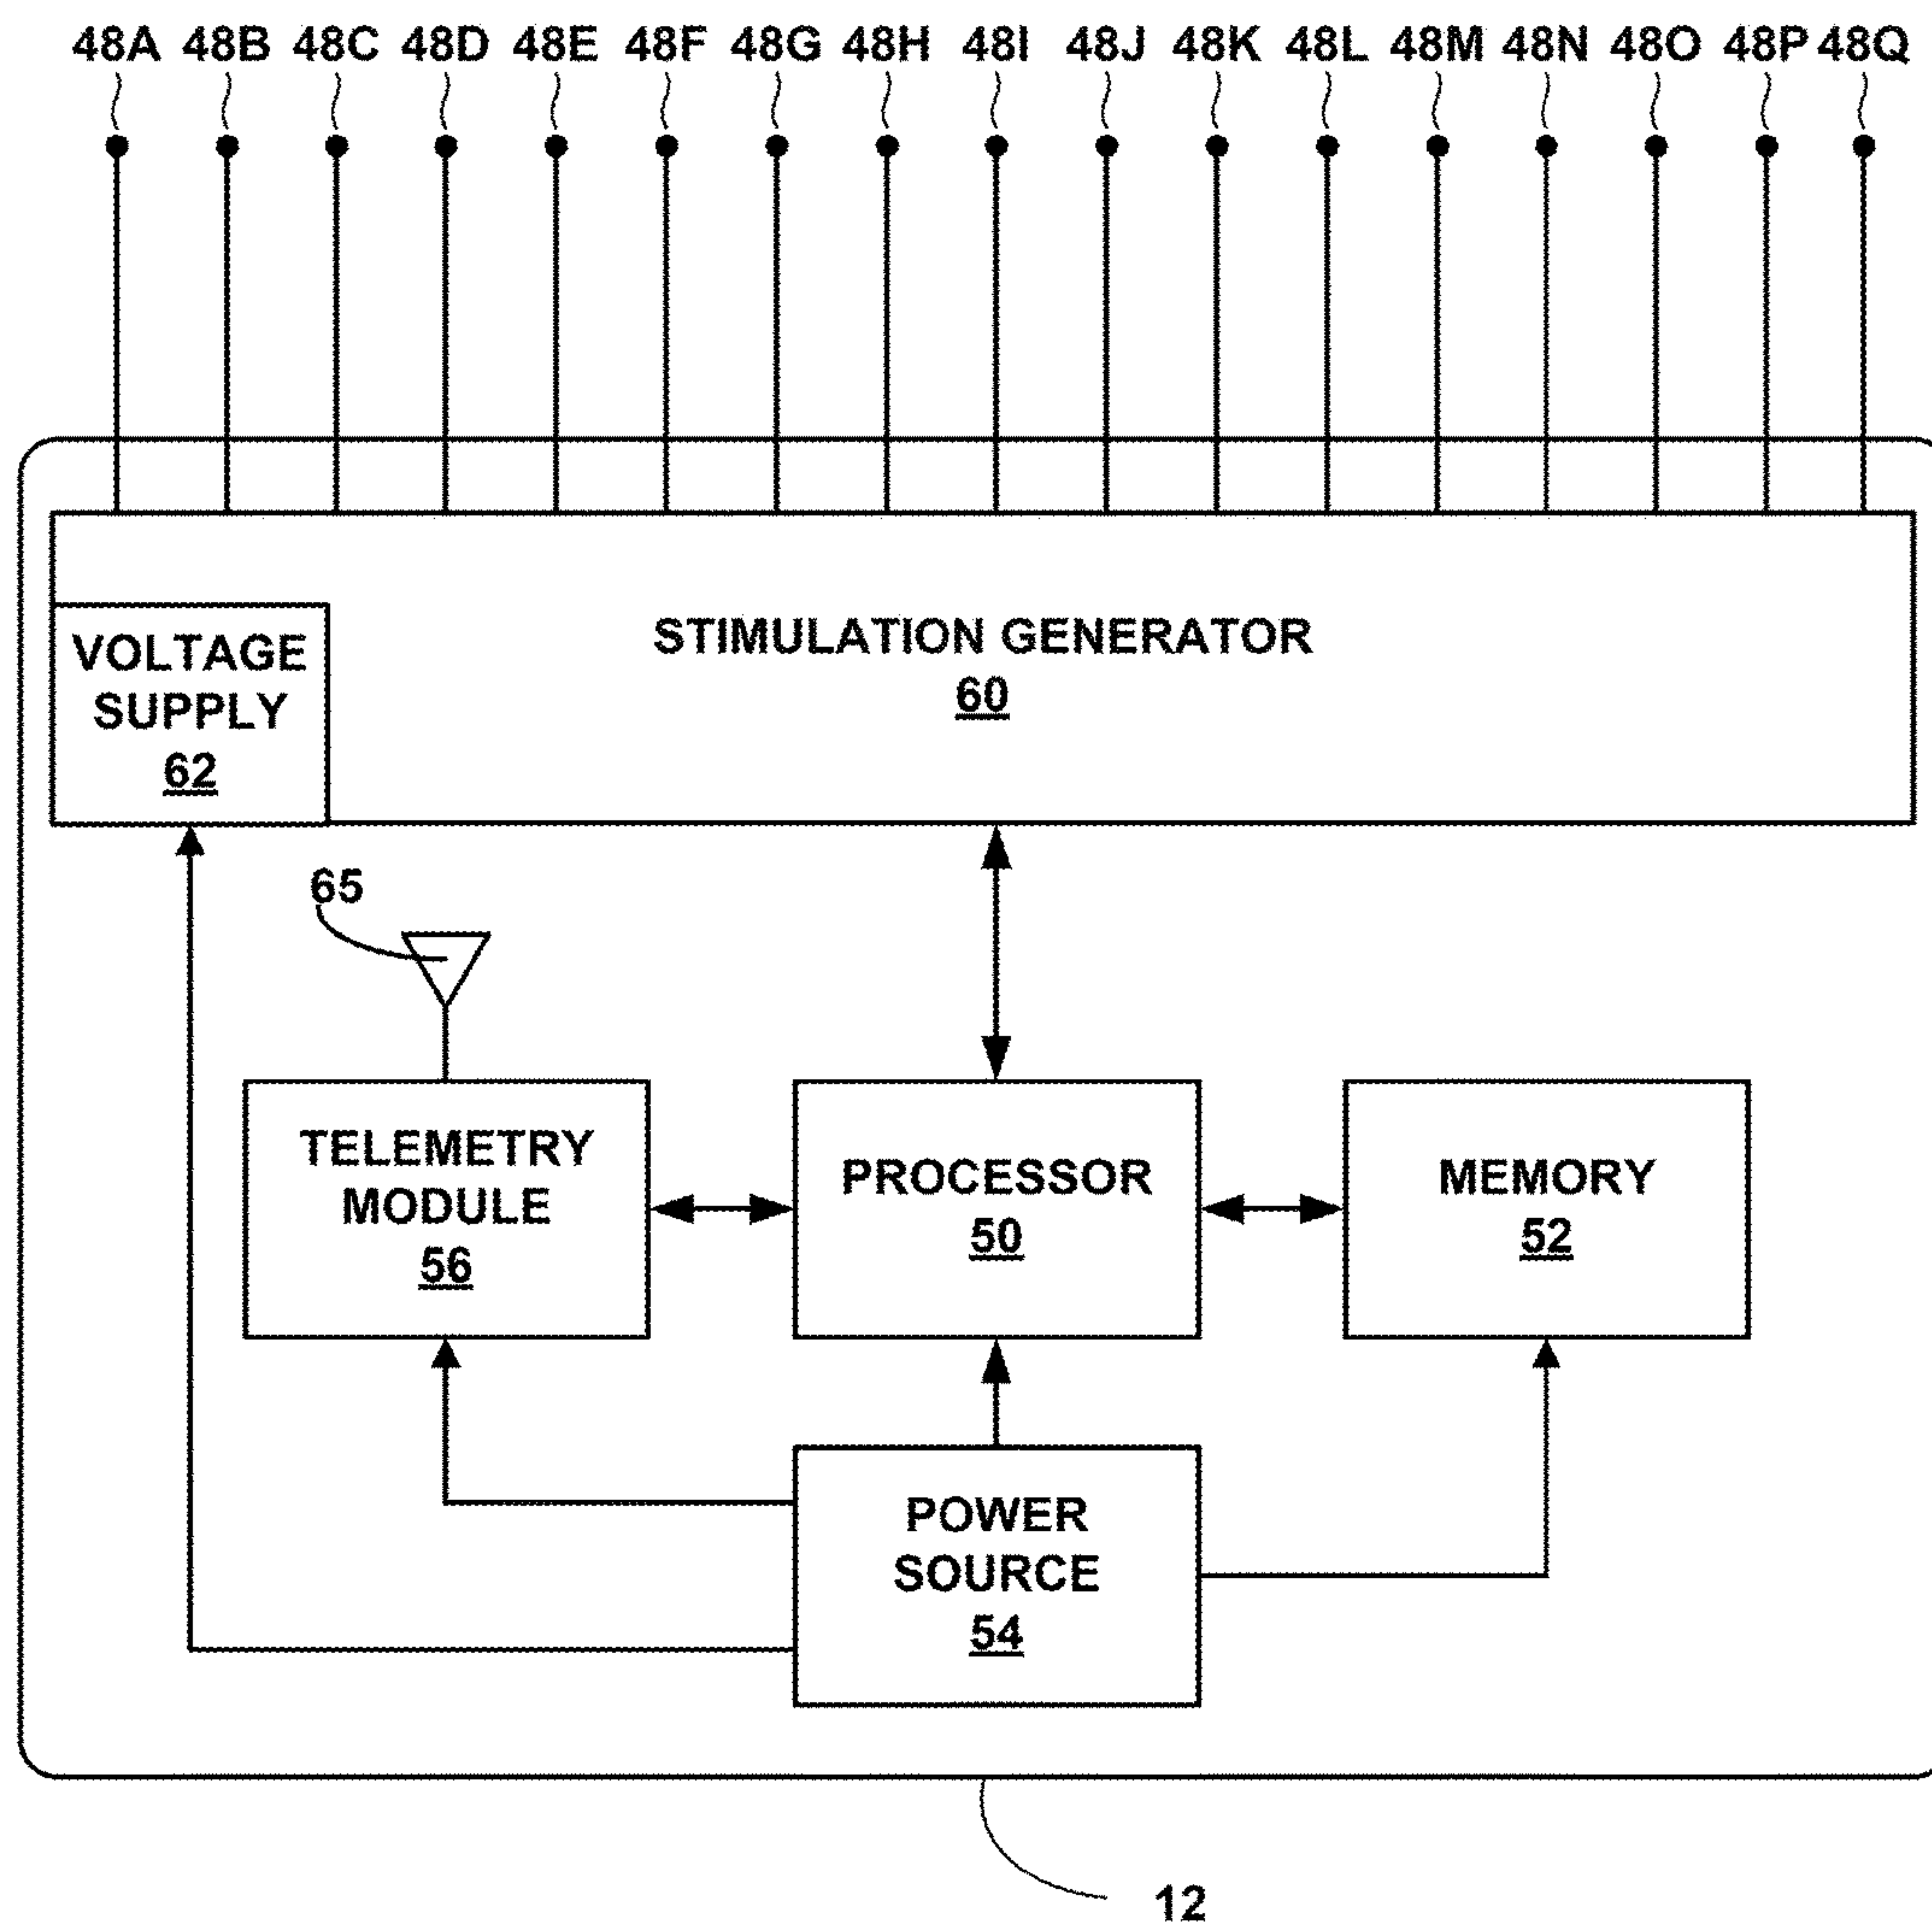 48A 48B 48C 48D 48E 48F 48G 48H 48I 48J 48K 48L 48M 48N 48O 48P 48Q
STIMULATION GENERATOR
60
VOLTAGE
SUPPLY
62
65
TELEMETRY
MODULE
56
PROCESSOR
50
MEMORY
52
POWER
SOURCE
54
12